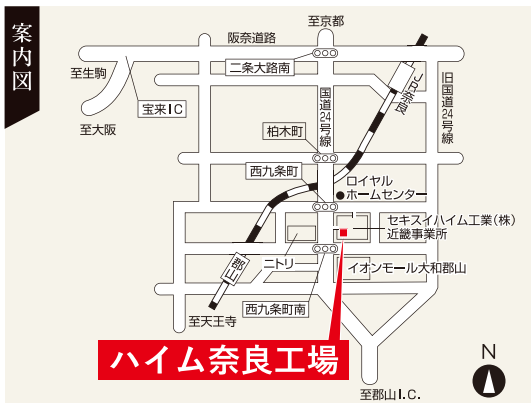 案内図
至京都
阪奈道路
二条大路南
至生駒
宝来IC
至大阪
JR奈良
国道24号線
旧国道24号線
柏木町
西九条町
ロイヤル
ホームセンター
セキスイハイム工業(株)
近畿事業所
ニトリ
郡山
イオンモール大和郡山
西九条町南
至天王寺
ハイム奈良工場
至郡山I.C.
N